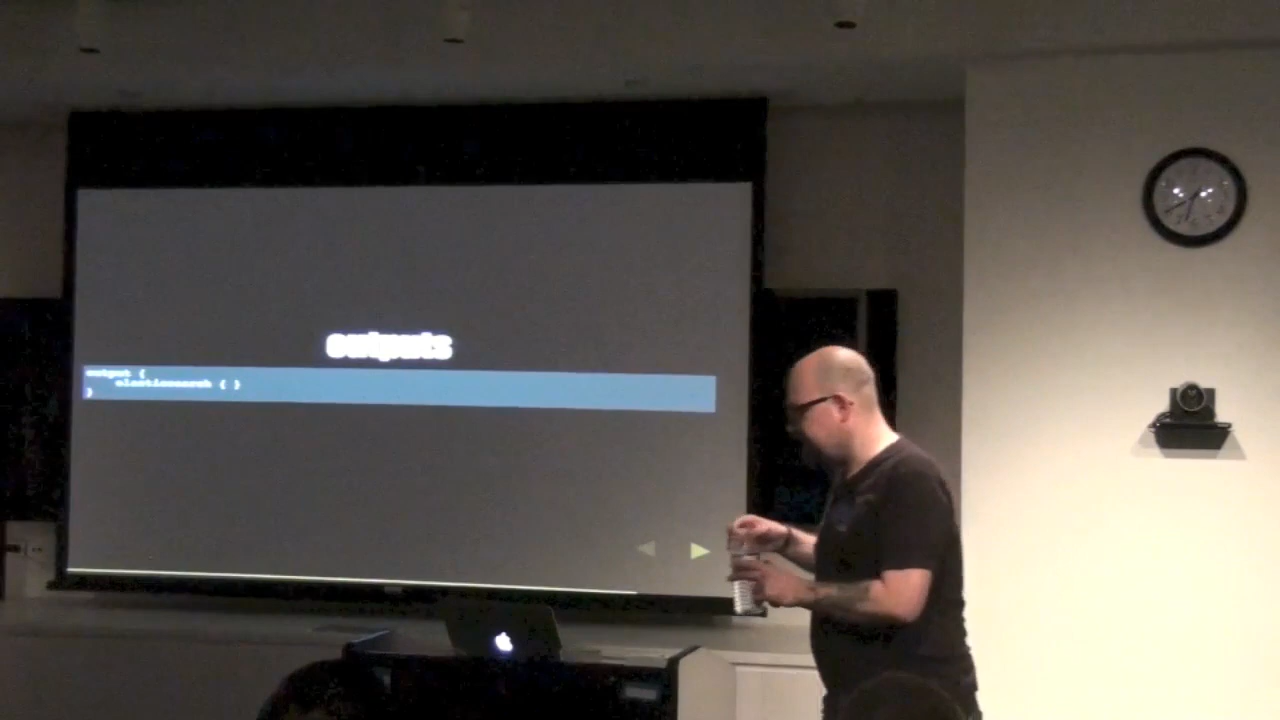 outputs
output {
    elasticsearch { }
}